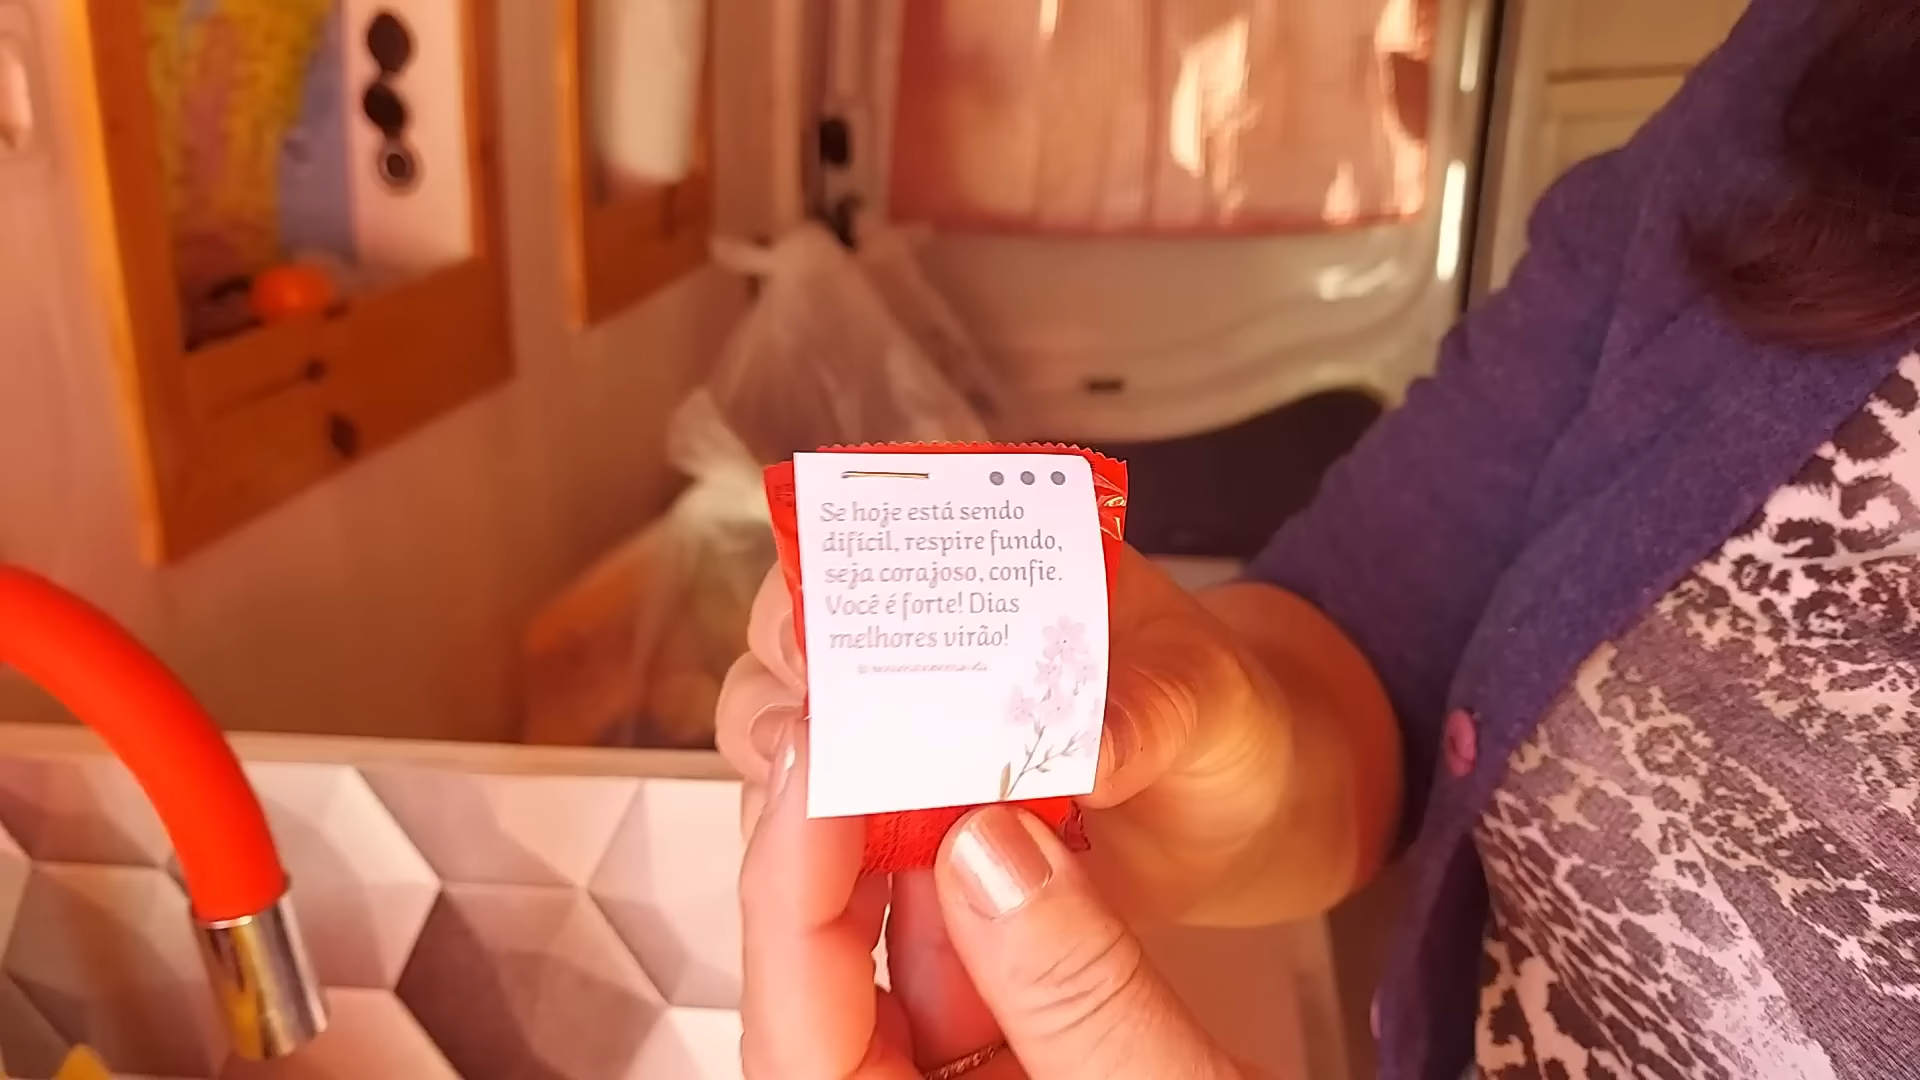 Se hoje está sendo
difícil, respire fundo,
seja corajoso, confie.
Você é forte! Dias
melhores virão!